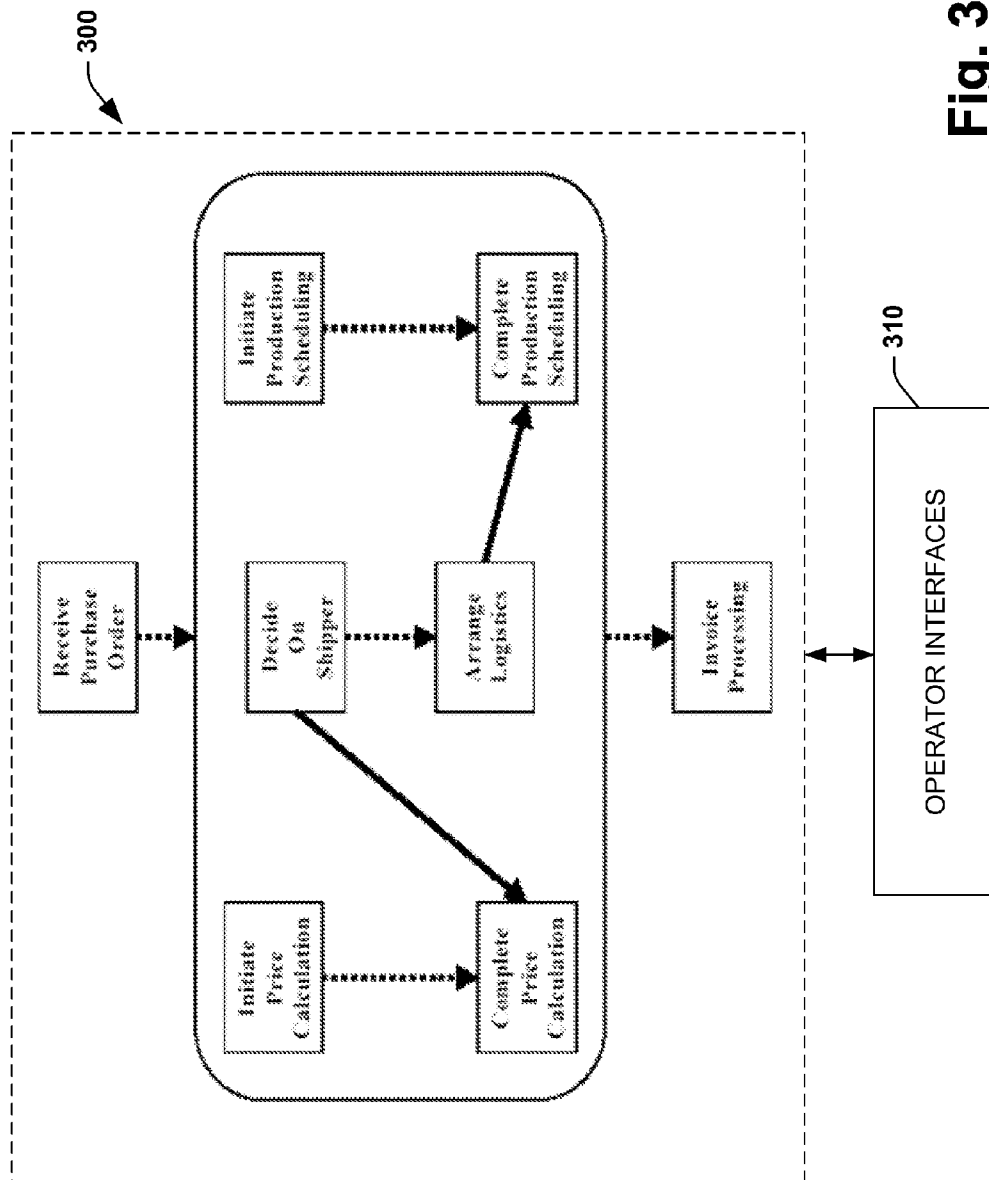 300
Receive
Purchase
Order
Initiate
Price
Calculation
Decide
On
Shipper
Initiate
Production
Scheduling
Complete
Price
Calculation
Arrange
Logistics
Complete
Production
Scheduling
Invoice
Processing
310
OPERATOR INTERFACES
Fig. 3